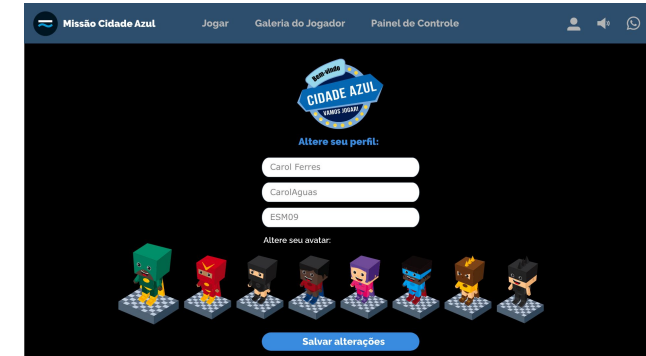 Missão Cidade Azul
Jogar
Galeria do Jogador
Painel de Controle
Bem-vindo
CIDADE AZUL
VAMOS JOGAR!
Altere seu perfil:
Carol Ferres
CarolAguas
ESM09
Altere seu avatar:
Salvar alterações